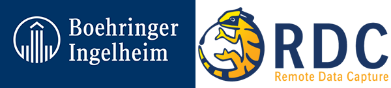 Boehringer
Ingelheim
RDC
Remote Data Capture